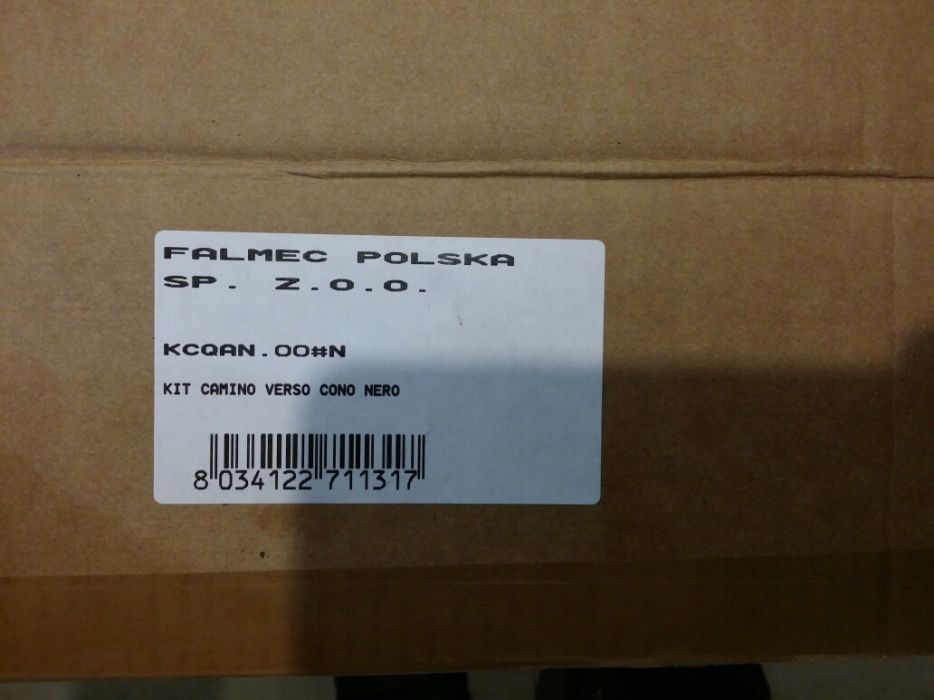 FALMEC POLSKA
SP. Z.O.O.
KCQAN.00#N
KIT CAMINO VERSO CONO NERO
8 034122 711317